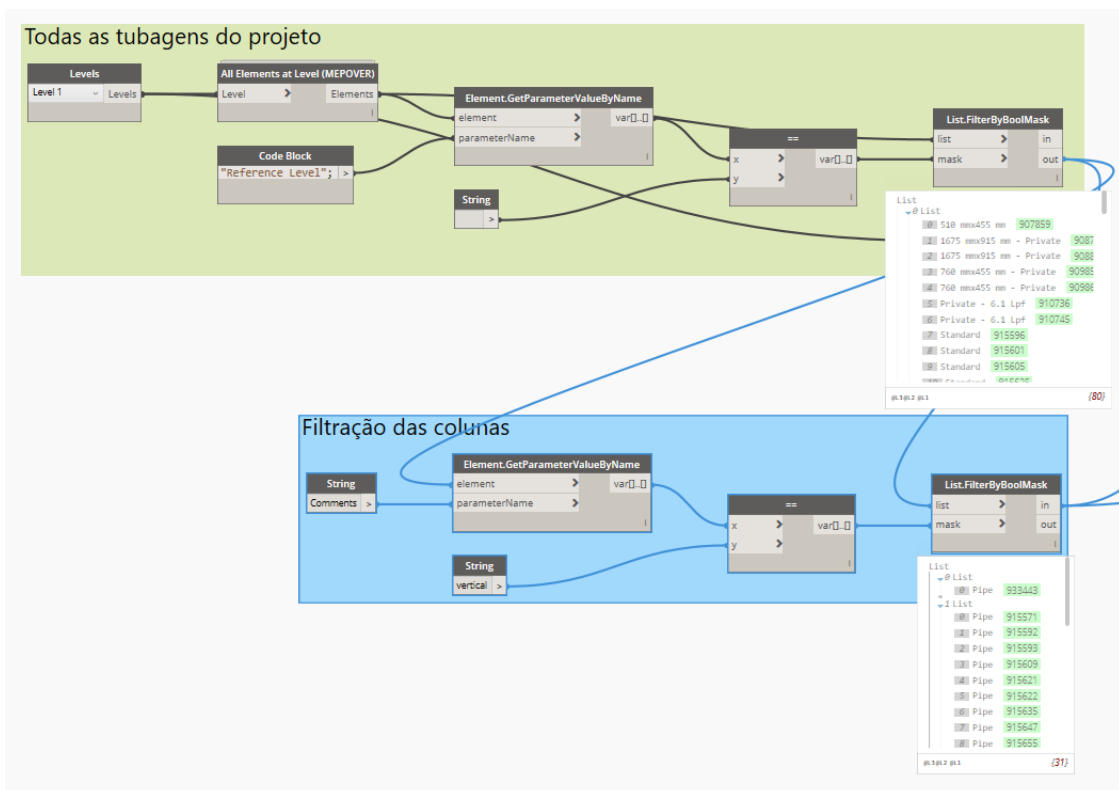 Todas as tubagens do projeto
Levels
Level 1
Levels
All Elements at Level (MEPOVER)
Level > Elements
Code Block
"Reference Level"; >
Element.GetParameterValueByName
element > var[]..[]
parameterName >
String
>
==
x > var[]..[]
y >
List.FilterByBoolMask
list > in
mask > out
List
0 List
0 510 mmx455 mm 907859
1 1675 mmx915 mm - Private 9087
2 1675 mmx915 mm - Private 9088
3 760 mmx455 mm - Private 90985
4 760 mmx455 mm - Private 90986
5 Private - 6.1 Lpf 910736
6 Private - 6.1 Lpf 910745
7 Standard 915596
8 Standard 915601
9 Standard 915605
@L3@L2 @L1 {80}
Filtração das colunas
String
Comments >
Element.GetParameterValueByName
element > var[]..[]
parameterName >
String
vertical >
==
x > var[]..[]
y >
List.FilterByBoolMask
list > in
mask > out
List
0 List
0 Pipe 933443
1 List
0 Pipe 915571
1 Pipe 915592
2 Pipe 915593
3 Pipe 915609
4 Pipe 915621
5 Pipe 915622
6 Pipe 915635
7 Pipe 915647
8 Pipe 915655
@L3@L2 @L1 {31}